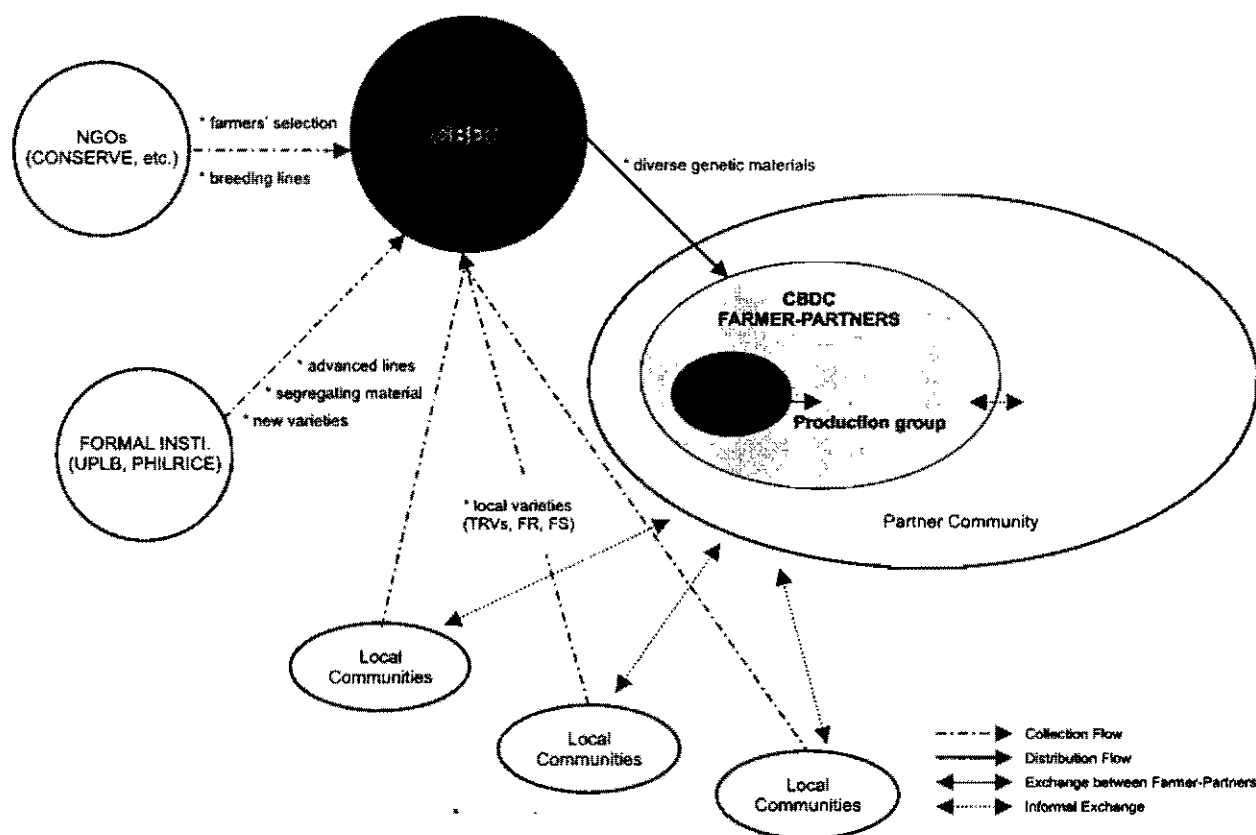 NGOs
(CONSERVE, etc.)
* farmers' selection
* breeding lines
* diverse genetic materials
CBDC
FARMER-PARTNERS
* advanced lines
* segregating material
* new varieties
FORMAL INSTI.
(UPLB, PHILRICE)
Production group
* local varieties
(TRVs, FR, FS)
Partner Community
Local
Communities
Local
Communities
Local
Communities
Collection Flow
Distribution Flow
Exchange between Farmer-Partners
Informal Exchange